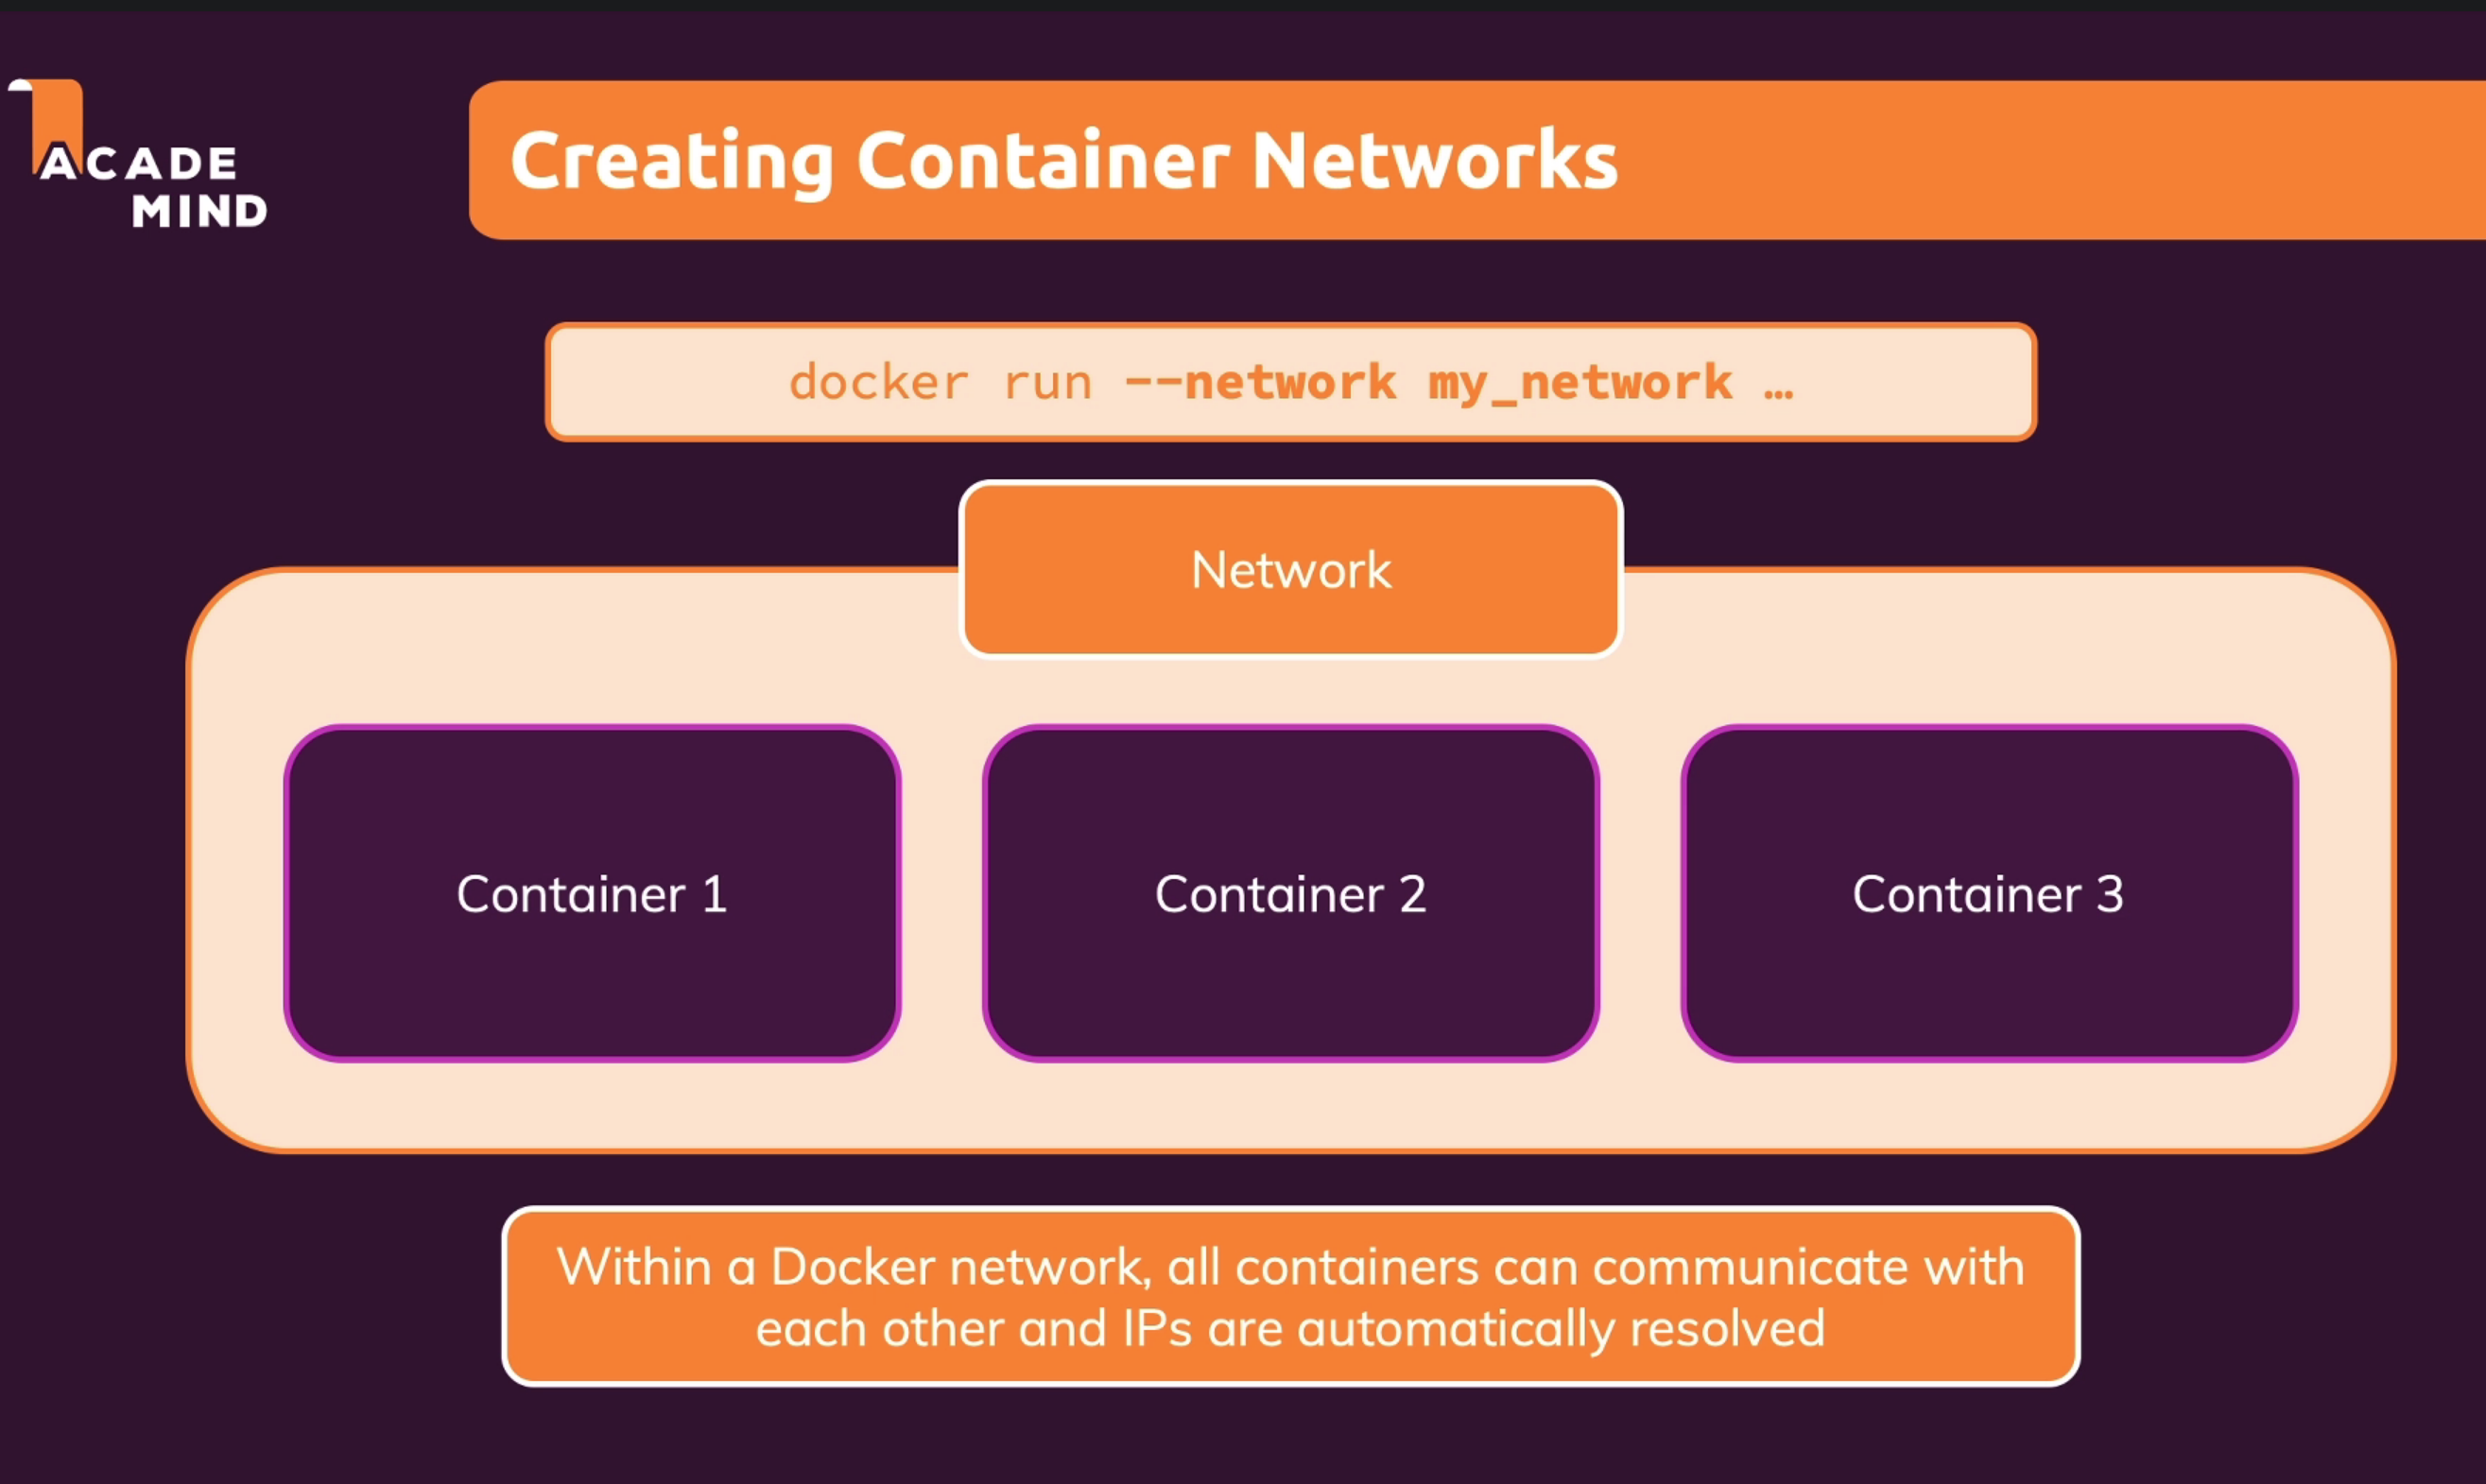 ACADE
MIND
Creating Container Networks
docker run --network my_network …
Network
Container 1
Container 2
Container 3
Within a Docker network, all containers can communicate with
each other and IPs are automatically resolved